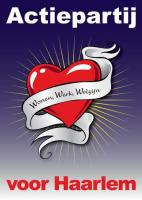 Actiepartij
Wonen, Werk, Welzijn
voor Haarlem